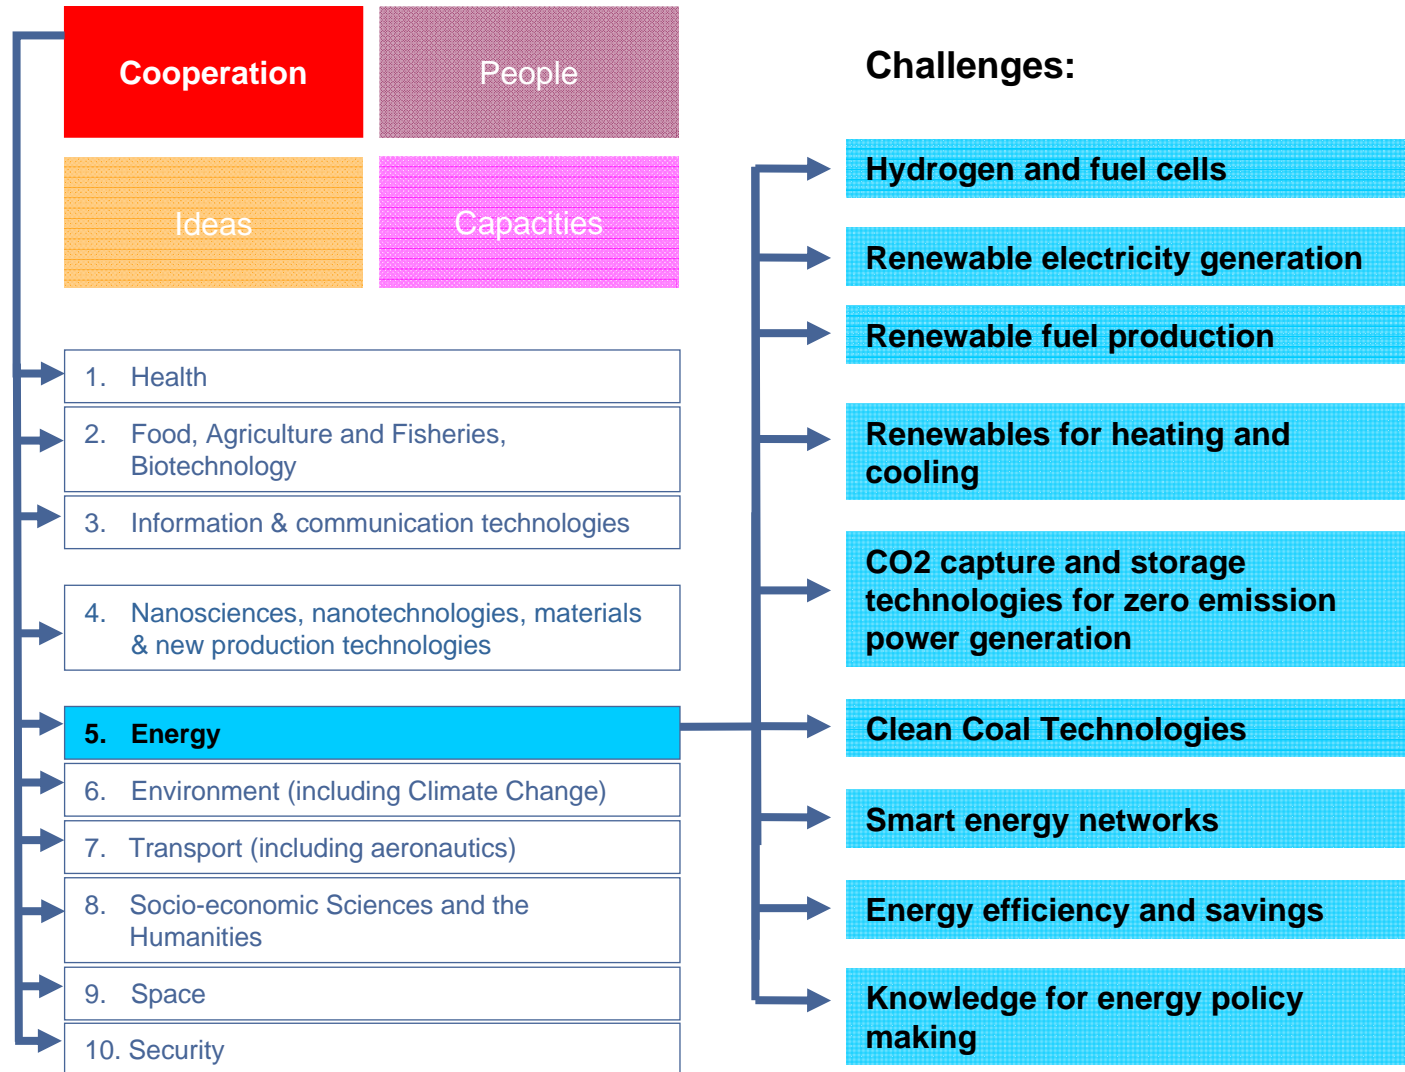 Cooperation
People
Ideas
Capacities
1. Health
2. Food, Agriculture and Fisheries,
Biotechnology
3. Information & communication technologies
4. Nanosciences, nanotechnologies, materials
& new production technologies
5. Energy
6. Environment (including Climate Change)
7. Transport (including aeronautics)
8. Socio-economic Sciences and the
Humanities
9. Space
10. Security
Challenges:
Hydrogen and fuel cells
Renewable electricity generation
Renewable fuel production
Renewables for heating and
cooling
CO2 capture and storage
technologies for zero emission
power generation
Clean Coal Technologies
Smart energy networks
Energy efficiency and savings
Knowledge for energy policy
making